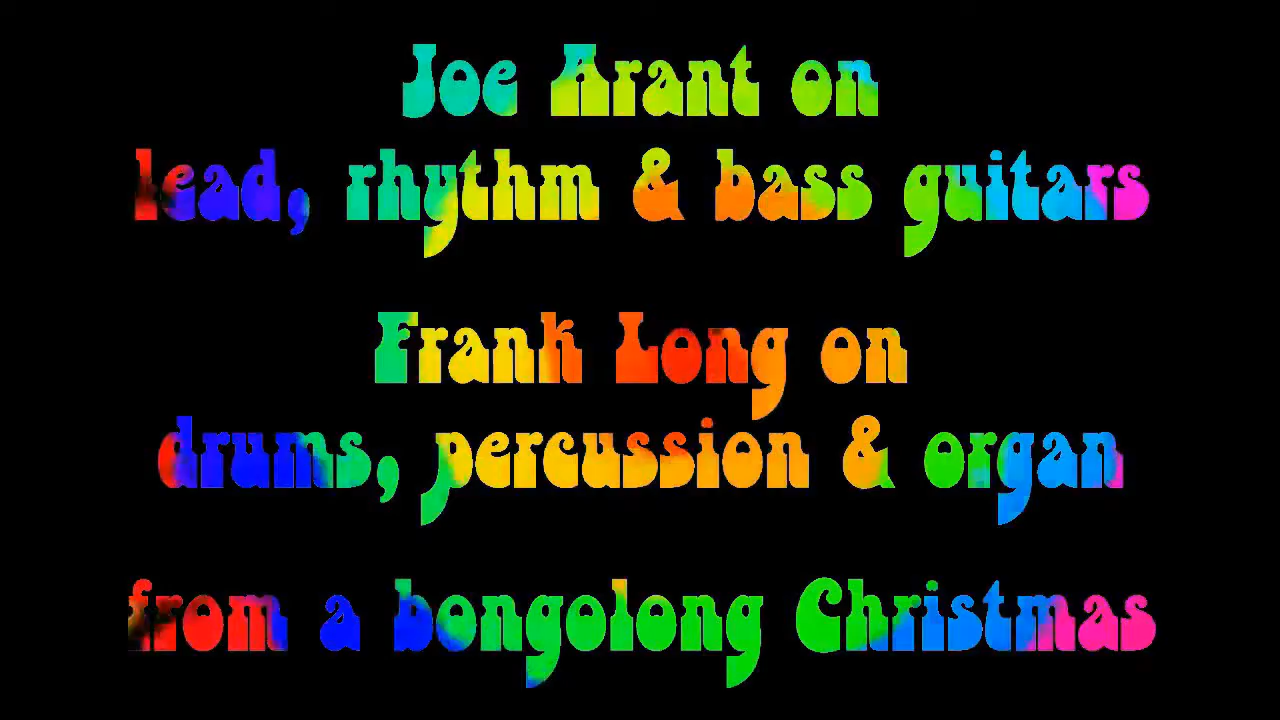 Joe Arant on
lead, rhythm & bass guitars
Frank Long on
drums, percussion & organ
from a bongolong Christmas